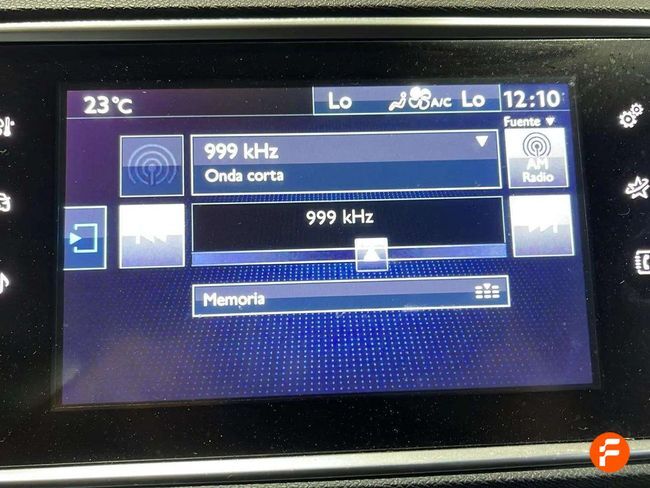 23 °C
Lo A/C Lo 12:10
Fuente
999 kHz
Onda corta
AM
Radio
999 kHz
Memoria